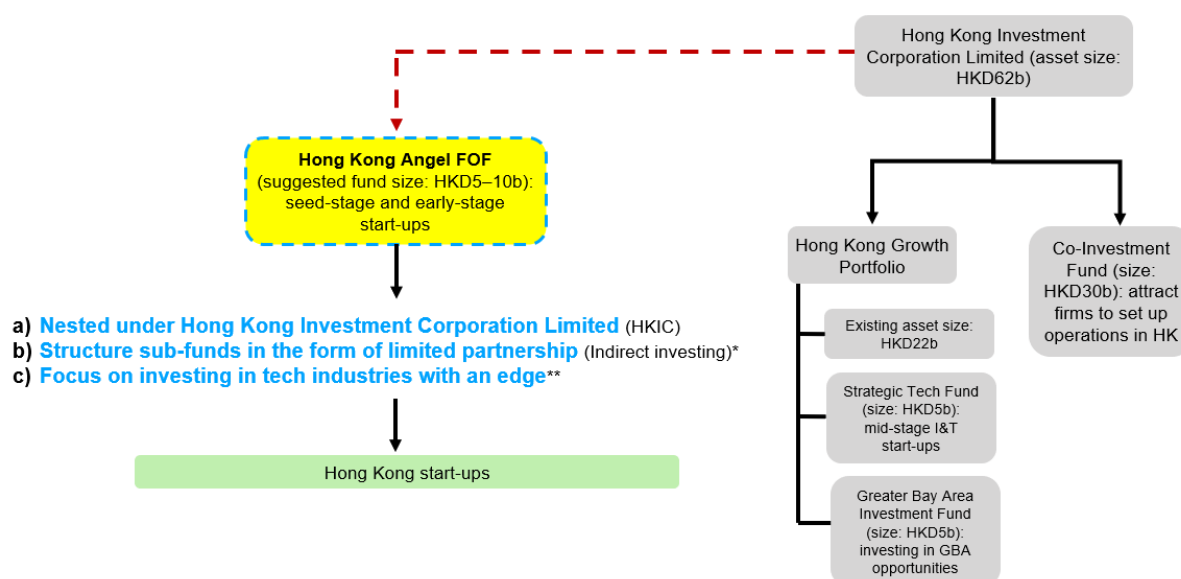 Hong Kong Investment
Corporation Limited (asset size:
HKD62b)
Hong Kong Angel FOF
(suggested fund size: HKD5–10b):
seed-stage and early-stage
start-ups
a) Nested under Hong Kong Investment Corporation Limited (HKIC)
b) Structure sub-funds in the form of limited partnership (Indirect investing)*
c) Focus on investing in tech industries with an edge**
Hong Kong start-ups
Hong Kong Growth
Portfolio
Existing asset size:
HKD22b
Strategic Tech Fund
(size: HKD5b):
mid-stage I&T
start-ups
Greater Bay Area
Investment Fund
(size: HKD5b):
investing in GBA
opportunities
Co-Investment
Fund (size:
HKD30b): attract
firms to set up
operations in HK